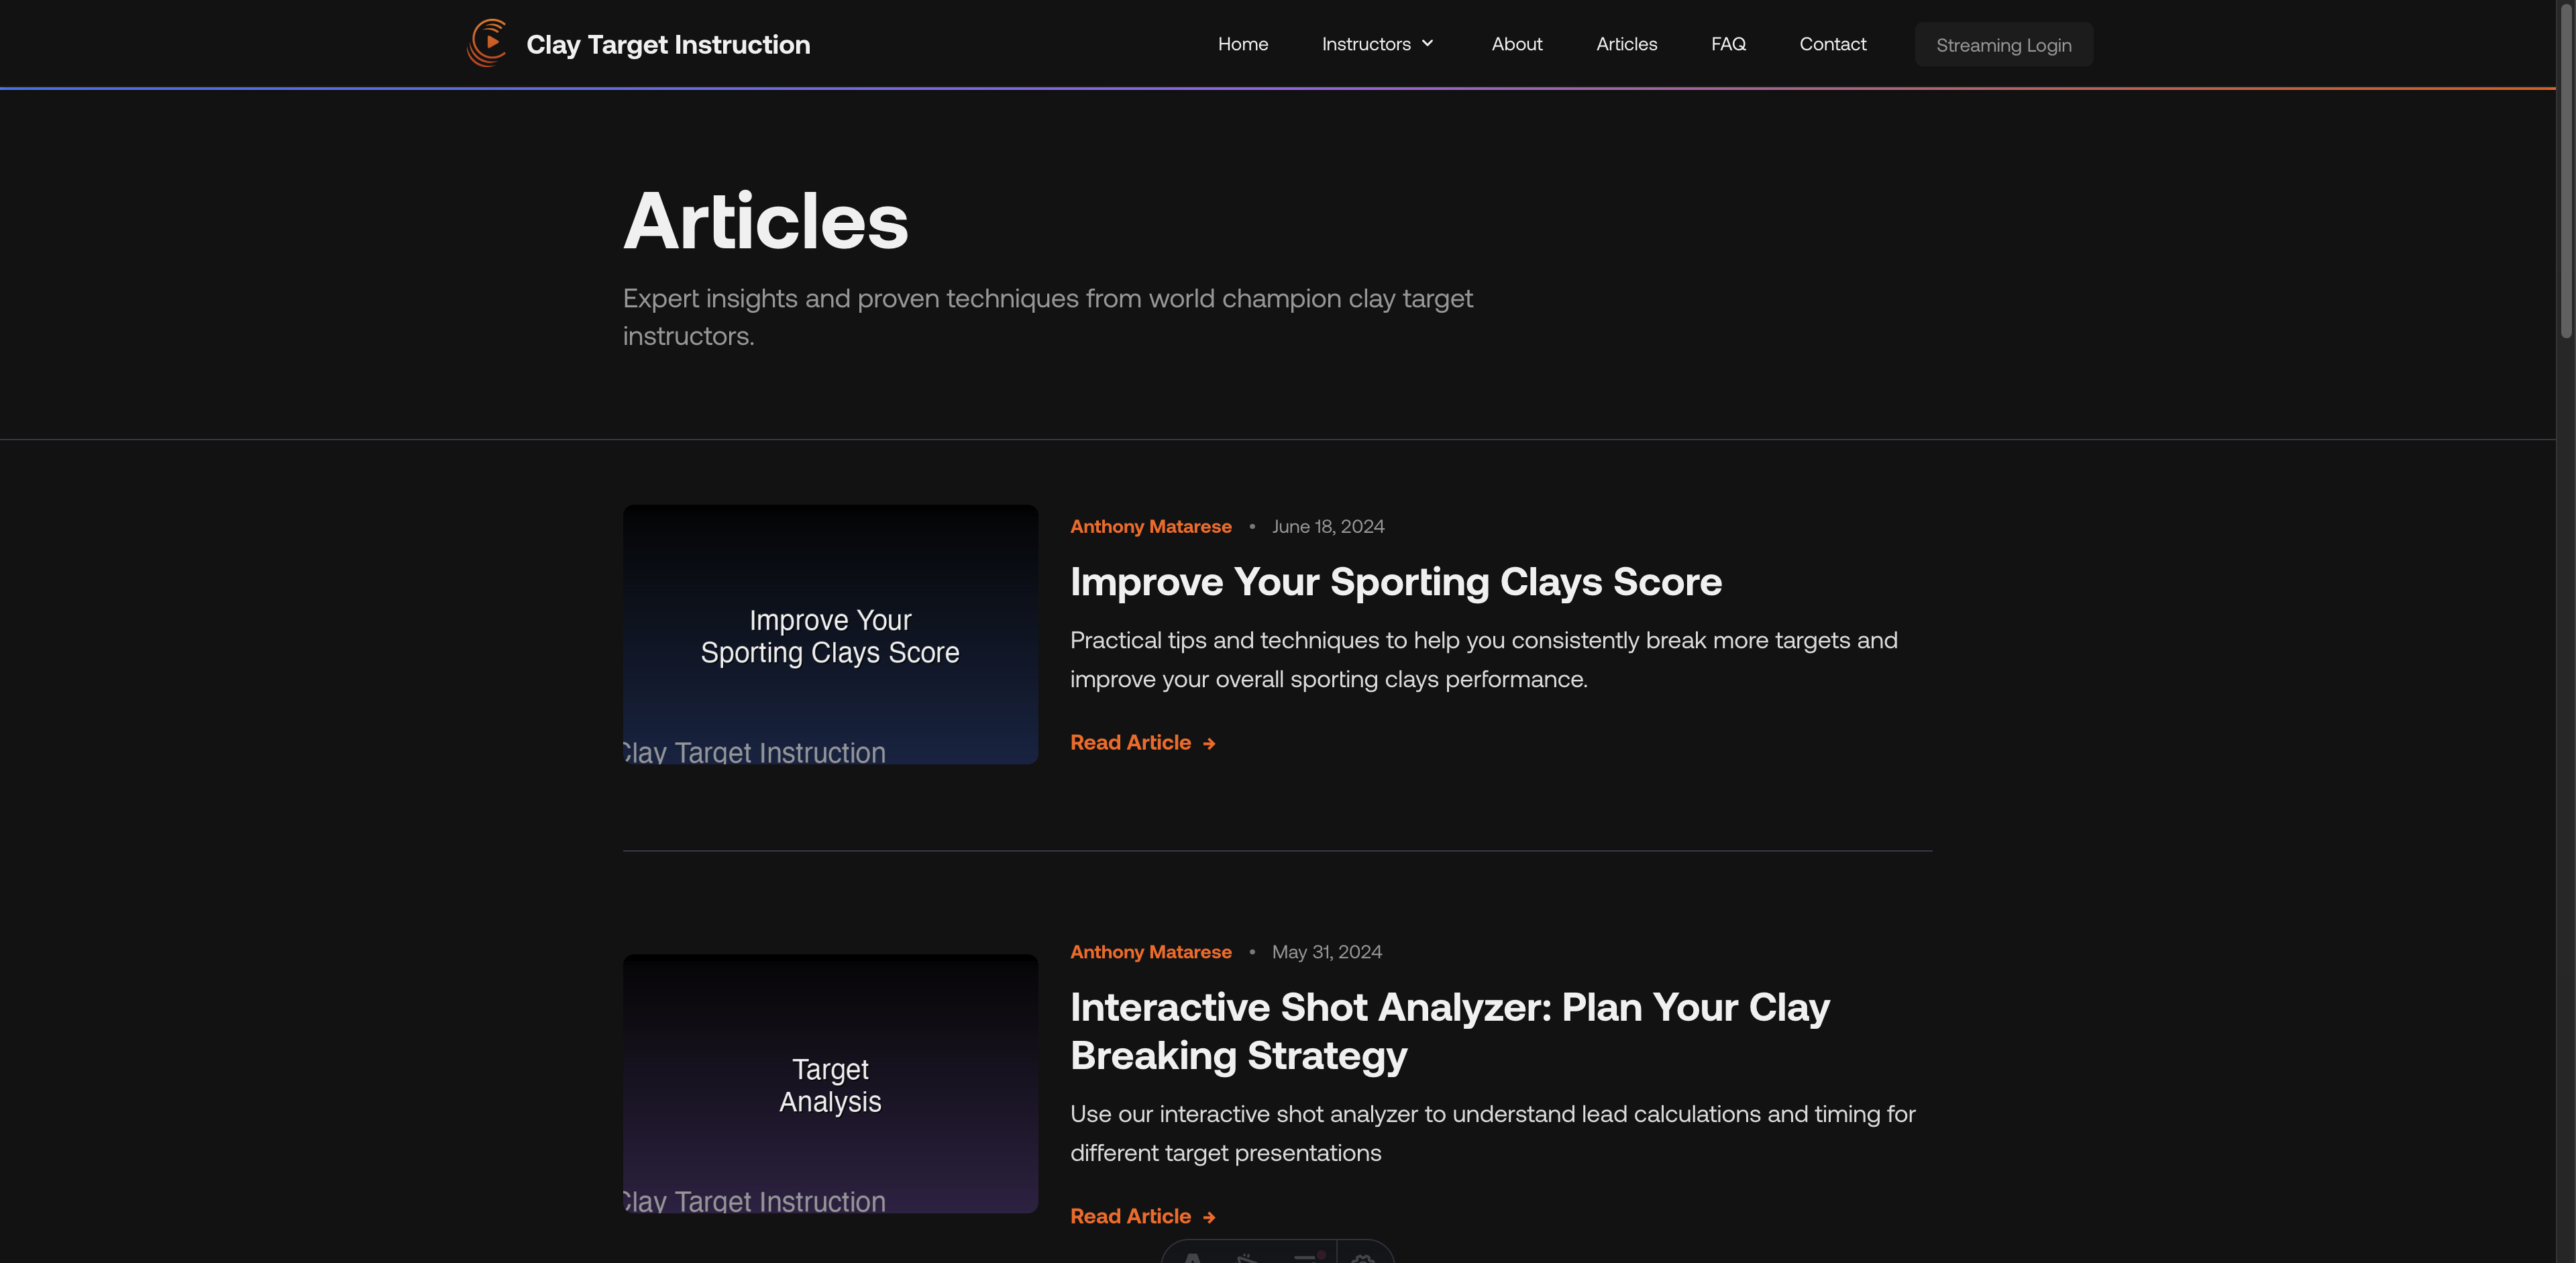 Clay Target Instruction
Home
Instructors
About
Articles
FAQ
Contact
Streaming Login
Articles
Expert insights and proven techniques from world champion clay target
instructors.
Improve Your
Sporting Clays Score
Clay Target Instruction
Anthony Matarese • June 18, 2024
Improve Your Sporting Clays Score
Practical tips and techniques to help you consistently break more targets and
improve your overall sporting clays performance.
Read Article →
Target
Analysis
Clay Target Instruction
Anthony Matarese • May 31, 2024
Interactive Shot Analyzer: Plan Your Clay
Breaking Strategy
Use our interactive shot analyzer to understand lead calculations and timing for
different target presentations
Read Article →